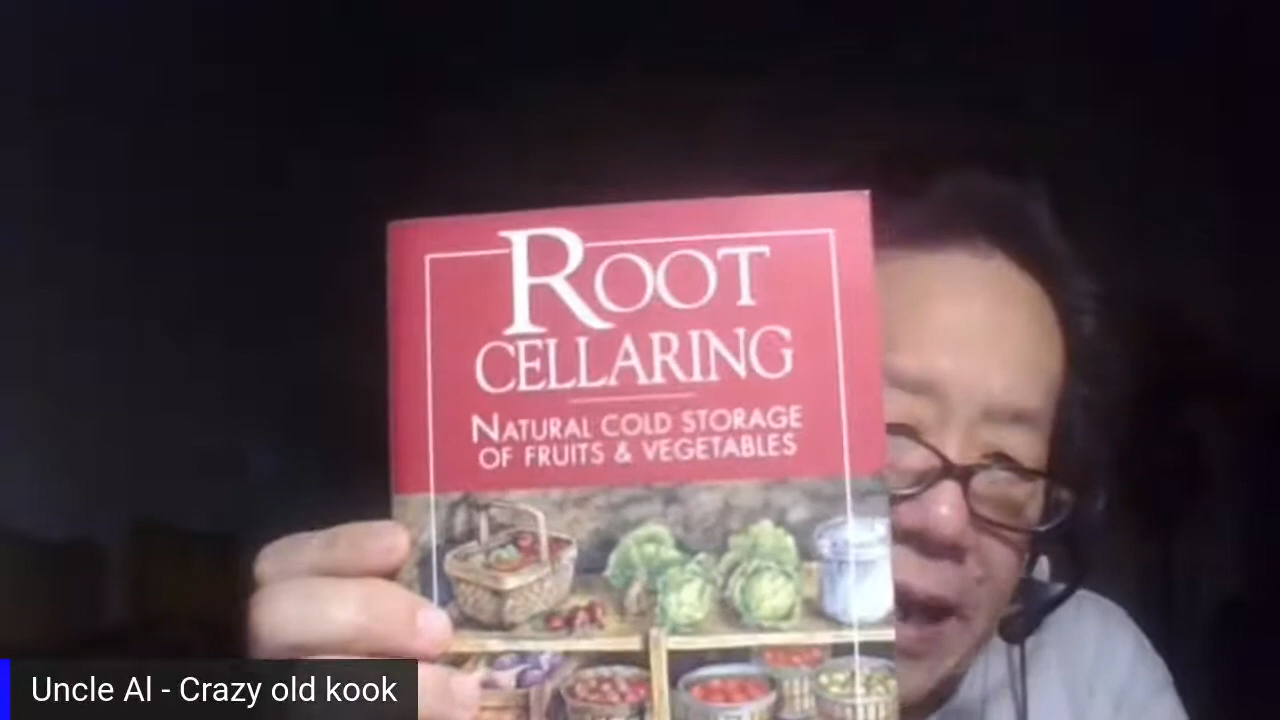 ROOT
CELLARING
NATURAL COLD STORAGE
OF FRUITS & VEGETABLES
Uncle Al - Crazy old kook